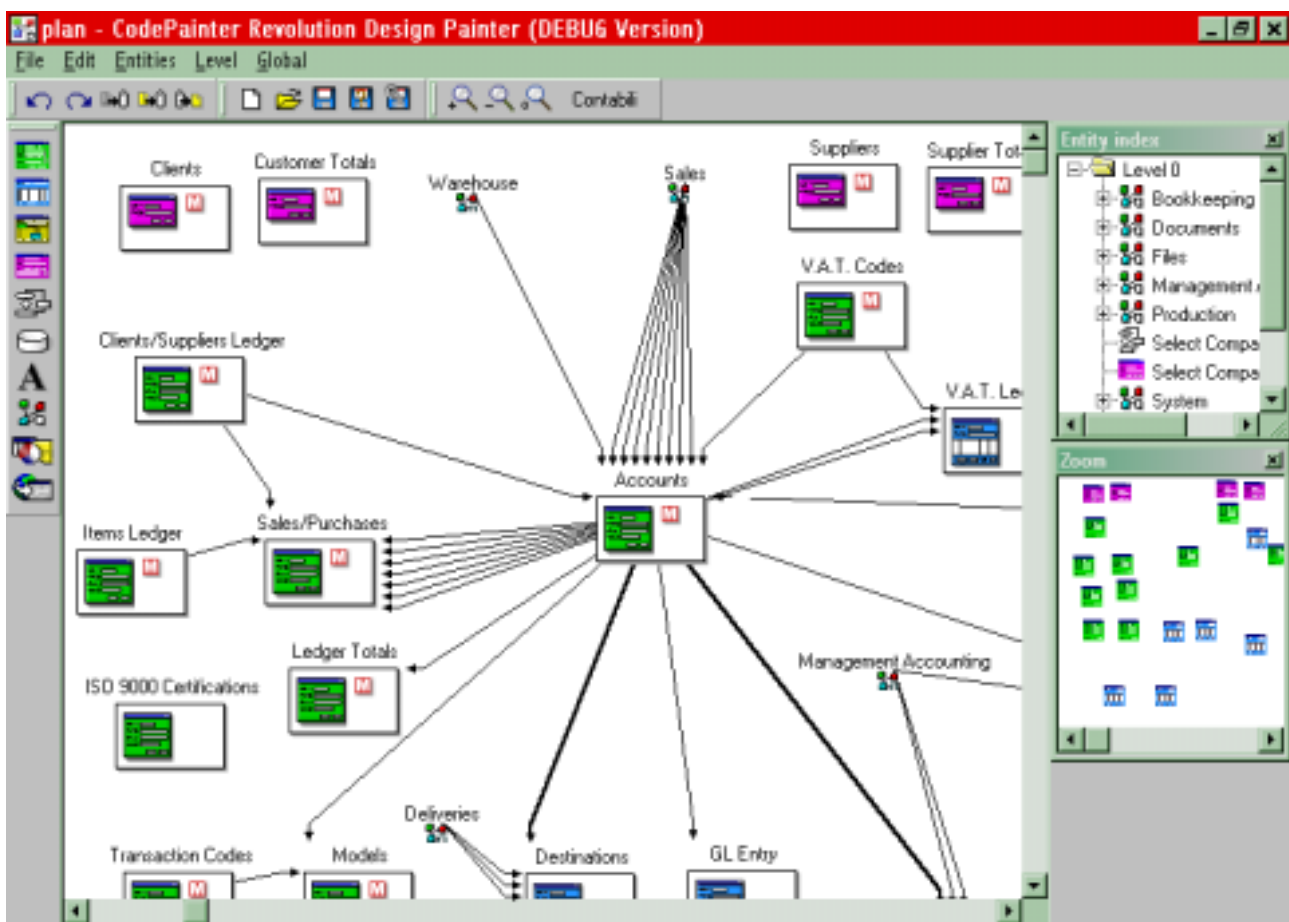 plan - CodePainter Revolution Design Painter (DEBUG Version)
File Edit Entities Level Global
Contabili
Clients
Customer Totals
Warehouse
Sales
Suppliers
Supplier Tot
V.A.T. Codes
Clients/Suppliers Ledger
V.A.T. Le
Accounts
Items Ledger
Sales/Purchases
Ledger Totals
Management Accounting
ISO 9000 Certifications
Deliveries
Transaction Codes
Models
Destinations
GL Entry
M
M
M
M
M
M
M
M
M
M
M
M
A
Entity index
Level 0
Bookkeeping
Documents
Files
Management
Production
Select Compa
Select Compa
System
Zoom